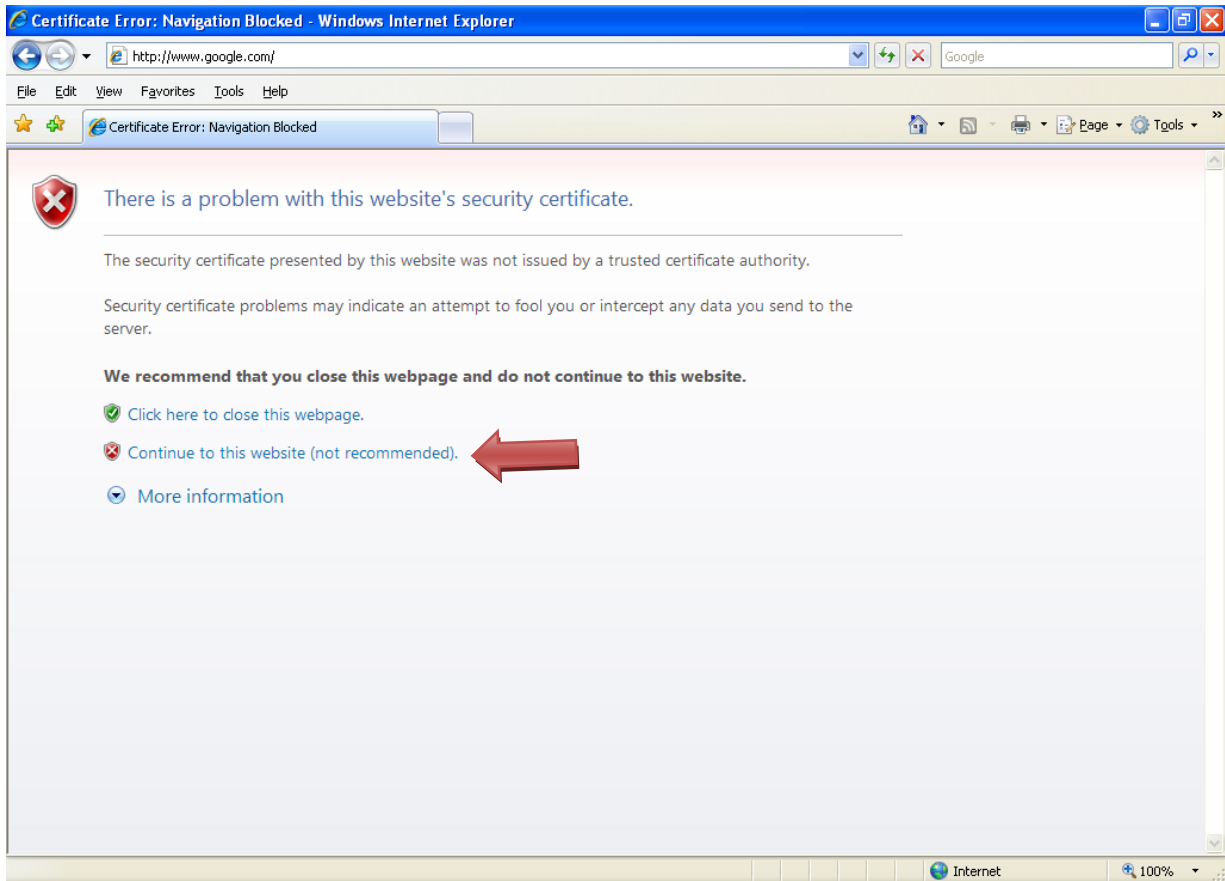 Certificate Error: Navigation Blocked - Windows Internet Explorer
http://www.google.com/
Google
File Edit View Favorites Tools Help
Certificate Error: Navigation Blocked
Page Tools »
There is a problem with this website's security certificate.
The security certificate presented by this website was not issued by a trusted certificate authority.
Security certificate problems may indicate an attempt to fool you or intercept any data you send to the
server.
We recommend that you close this webpage and do not continue to this website.
Click here to close this webpage.
Continue to this website (not recommended).
More information
Internet 100%